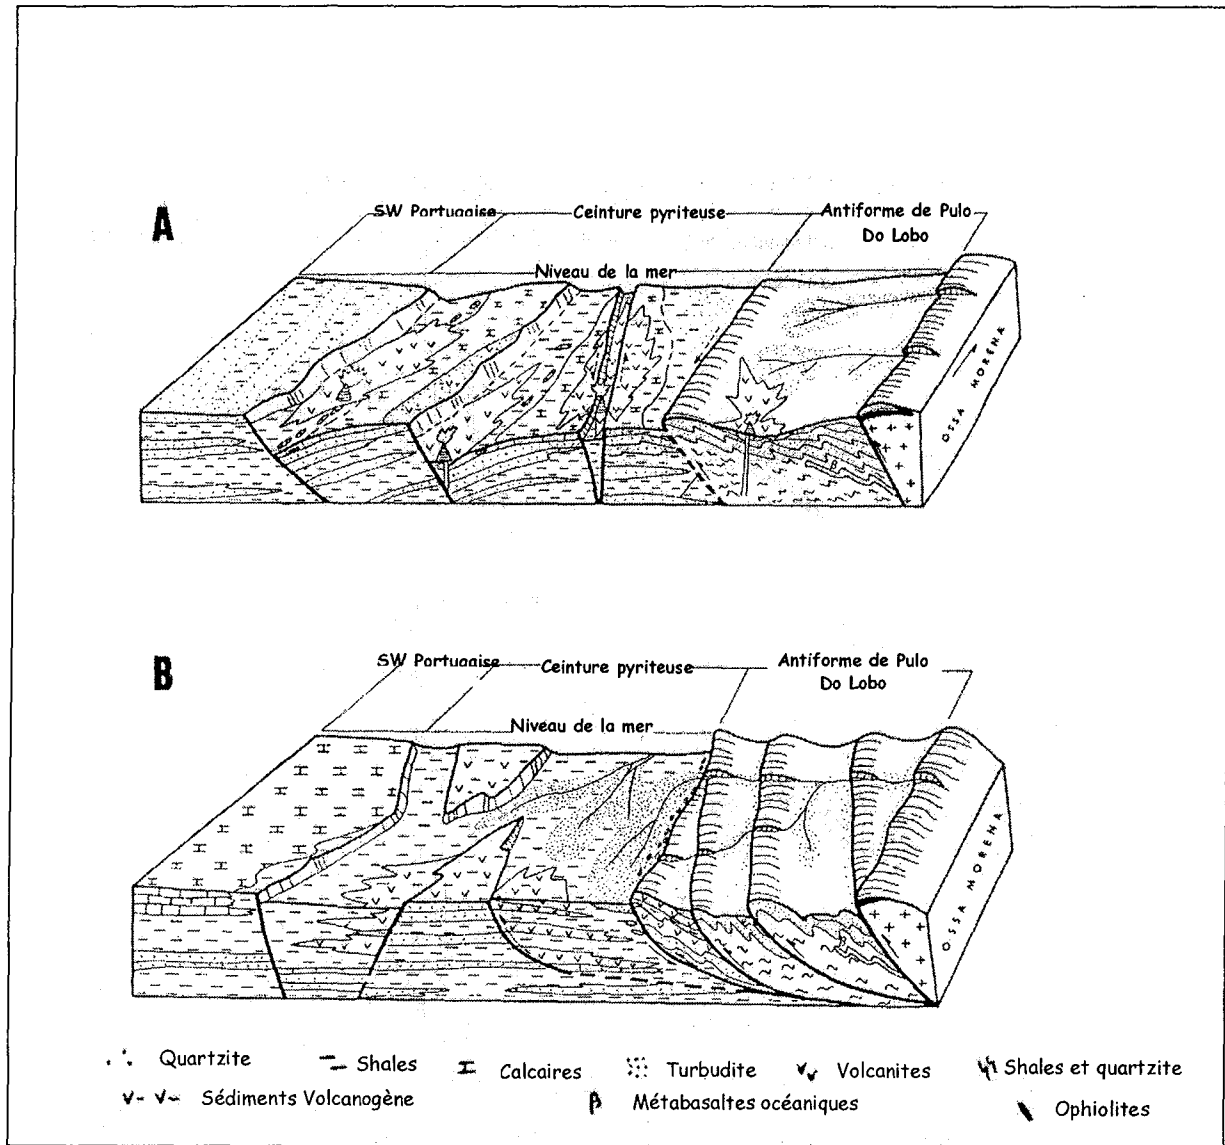 A
SW Portugaise Ceinture pyriteuse Antiforme de Pulo
Do Lobo
Niveau de la mer
OSSA MORENA
B
SW Portugaise Ceinture pyriteuse Antiforme de Pulo
Do Lobo
Niveau de la mer
OSSA MORENA
Quartzite Shales Calcaires Turbudite Volcanites Shales et quartzite
Sédiments Volcanogène β Métabasaltes océaniques Ophiolites